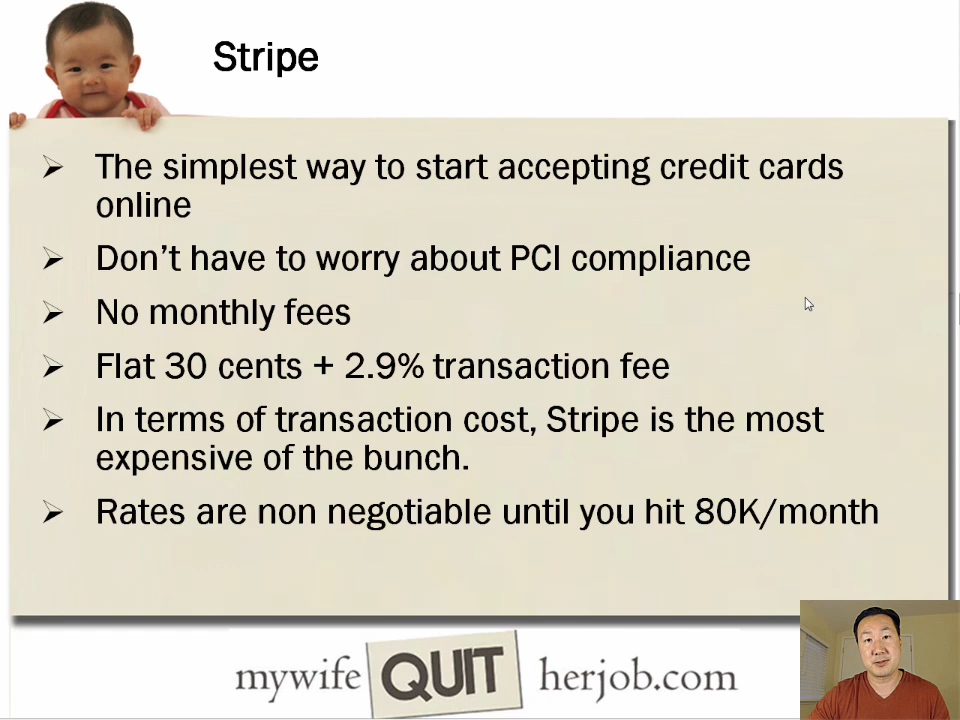 Stripe
The simplest way to start accepting credit cards
online
Don't have to worry about PCI compliance
No monthly fees
Flat 30 cents + 2.9% transaction fee
In terms of transaction cost, Stripe is the most
expensive of the bunch.
Rates are non negotiable until you hit 80K/month
mywife QUIT herjob.com